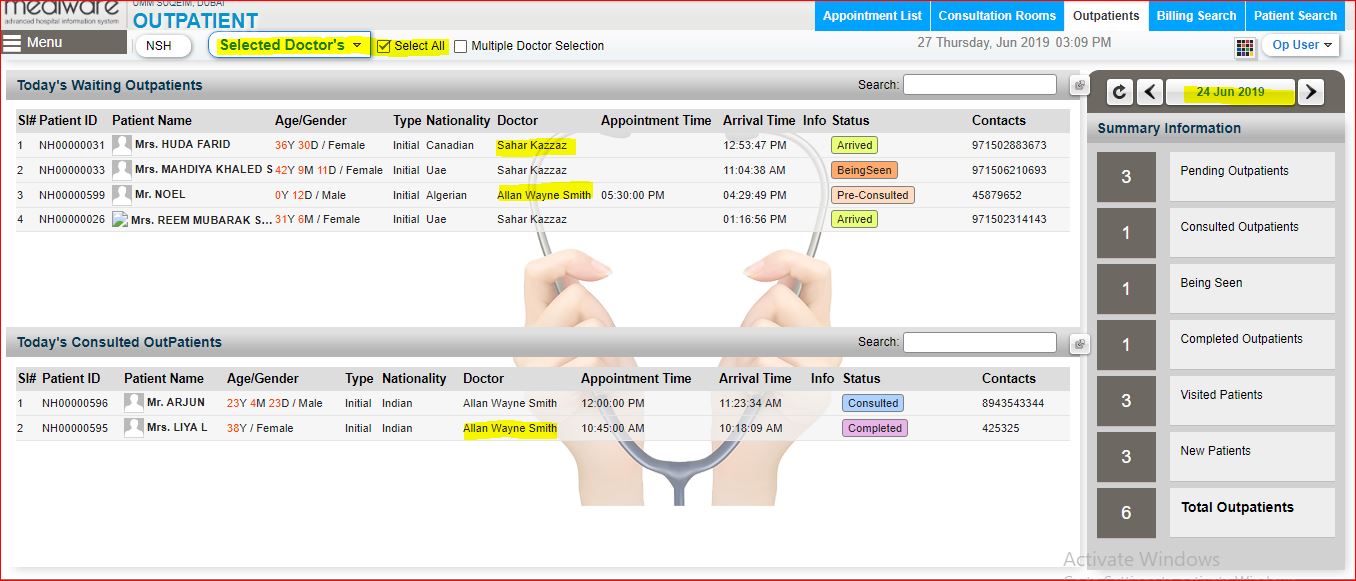 mediware
advanced hospital information system
UMM SUQEIM, DUBAI
OUTPATIENT
Appointment List
Consultation Rooms
Outpatients
Billing Search
Patient Search
Menu
NSH
Selected Doctor's
Select All
Multiple Doctor Selection
27 Thursday, Jun 2019 03:09 PM
Op User
Today's Waiting Outpatients
Search:
Sl# Patient ID Patient Name Age/Gender Type Nationality Doctor Appointment Time Arrival Time Info Status Contacts
1 NH00000031 Mrs. HUDA FARID 36Y 30D / Female Initial Canadian Sahar Kazzaz 12:53:47 PM Arrived 971502883673
2 NH00000033 Mrs. MAHDIYA KHALED S 42Y 9M 11D / Female Initial Uae Sahar Kazzaz 11:04:38 AM BeingSeen 971506210693
3 NH00000599 Mr. NOEL 0Y 12D / Male Initial Algerian Allan Wayne Smith 05:30:00 PM 04:29:49 PM Pre-Consulted 45879652
4 NH00000026 Mrs. REEM MUBARAK S... 31Y 6M / Female Initial Uae Sahar Kazzaz 01:16:56 PM Arrived 971502314143
Today's Consulted OutPatients
Search:
Sl# Patient ID Patient Name Age/Gender Type Nationality Doctor Appointment Time Arrival Time Info Status Contacts
1 NH00000596 Mr. ARJUN 23Y 4M 23D / Male Initial Indian Allan Wayne Smith 12:00:00 PM 11:23:34 AM Consulted 8943543344
2 NH00000595 Mrs. LIYA L 38Y / Female Initial Indian Allan Wayne Smith 10:45:00 AM 10:18:09 AM Completed 425325
24 Jun 2019
Summary Information
3 Pending Outpatients
1 Consulted Outpatients
1 Being Seen
1 Completed Outpatients
3 Visited Patients
3 New Patients
6 Total Outpatients
Activate Windows